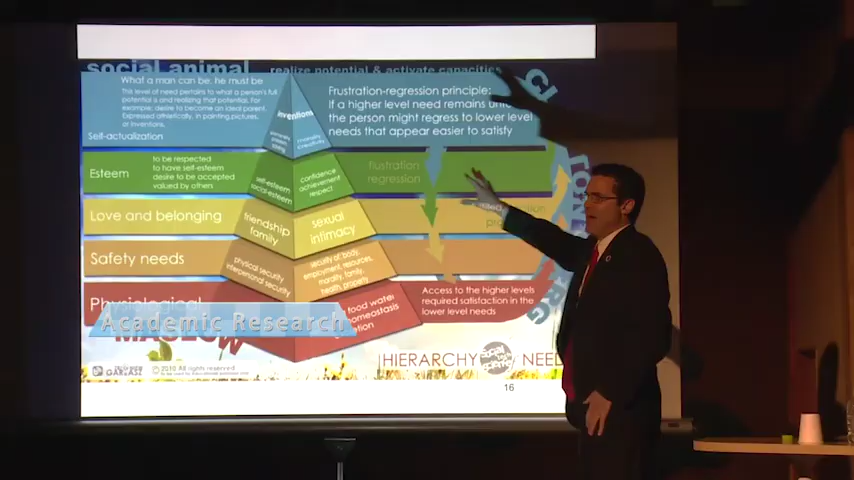 social animal
realize potential & activate capacities
What a man can be, he must be
This level of need pertains to what a person's full
potential is and realizing that potential. For
example: desire to become an ideal parent.
Expressed athletically, in painting, pictures,
or inventions.
Self-actualization
inventions
Frustration-regression principle:
If a higher level need remains
the person might regress to lower level
needs that appear easier to satisfy
Esteem
to be respected
to have self-esteem
desire to be accepted
valued by others
self-esteem
social-esteem
confidence
achievement
respect
frustration
regression
Love and belonging
friendship
family
sexual
intimacy
Safety needs
physical security
interpersonal security
security of: body,
employment, resources,
morality, family,
health, property
Physiological
food water
homeostasis
Access to the higher levels
required satisfaction in the
lower level needs
Academic Research
MASLOW
HIERARCHY
Social
NEED
2010 All rights reserved
16